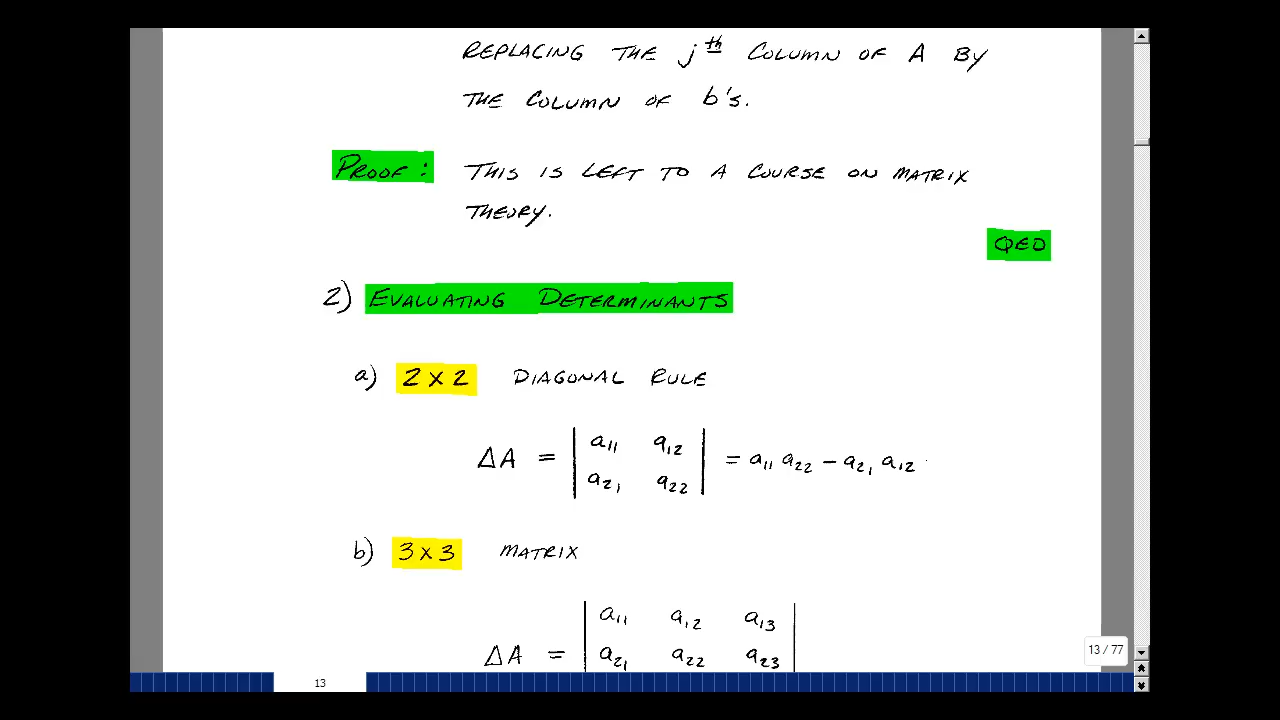 REPLACING THE jth COLUMN OF A BY
THE COLUMN OF b's.
PROOF: THIS IS LEFT TO A COURSE ON MATRIX
THEORY.
QED
2) EVALUATING DETERMINANTS
a) 2 x 2 DIAGONAL RULE
ΔA = | a11 a12 | = a11 a22 − a21 a12
| a21 a22 |
b) 3 x 3 MATRIX
| a11 a12 a13 |
ΔA = | a21 a22 a23 |
13 / 77
13